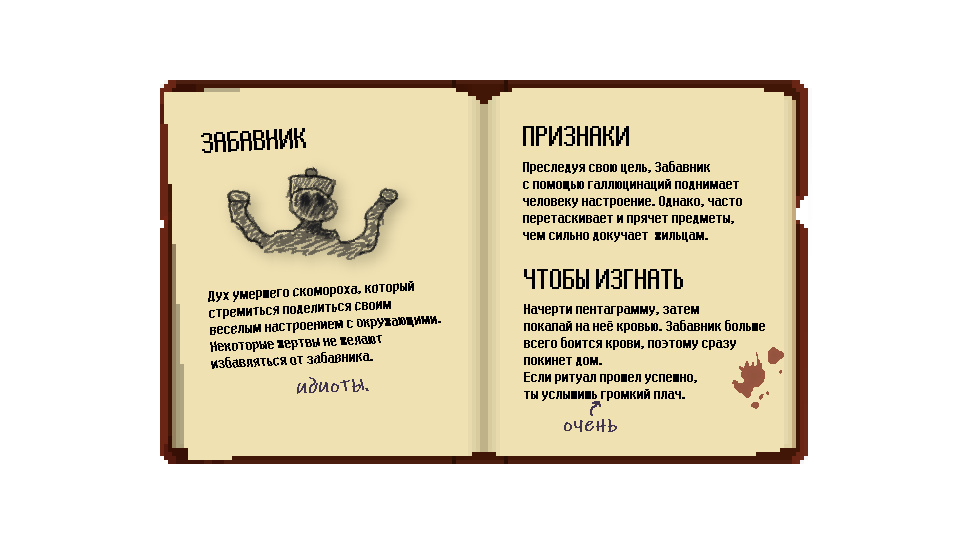 ЗАБАВНИК
Дух умершего скомороха, который
стремиться поделиться своим
веселым настроением с окружающими.
Некоторые жертвы не желают
избавляться от забавника.
идиоты.
ПРИЗНАКИ
Преследуя свою цель, Забавник
с помощью галлюцинаций поднимает
человеку настроение. Однако, часто
перетаскивает и прячет предметы,
чем сильно докучает жильцам.
ЧТОБЫ ИЗГНАТЬ
Начерти пентаграмму, затем
покапай на неё кровью. Забавник больше
всего боится крови, поэтому сразу
покинет дом.
Если ритуал прошел успешно,
ты услышишь громкий плач.
очень